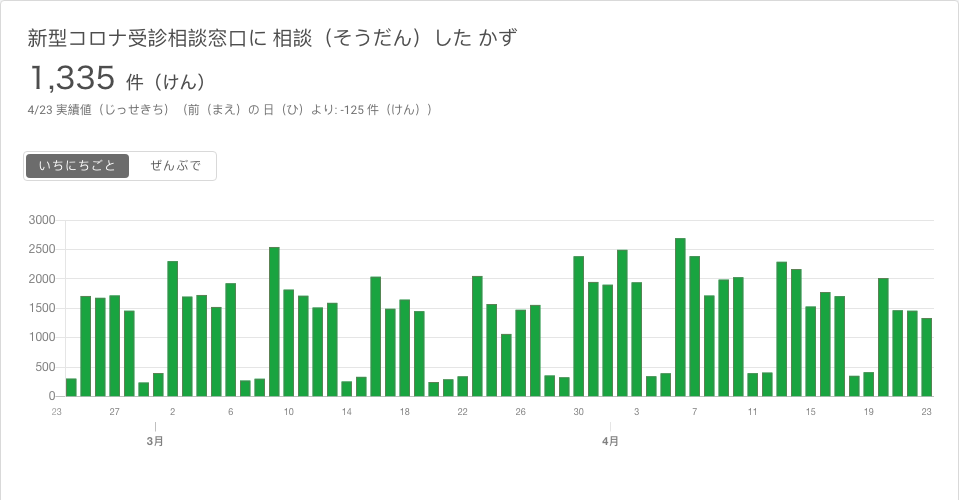 新型コロナ受診相談窓口に 相談（そうだん）した かず
1,335 件（けん）
4/23 実績値（じっせきち）（前（まえ）の 日（ひ）より: -125 件（けん））
いちにちごと ぜんぶで
3000
2500
2000
1500
1000
500
0
23 27 2 6 10 14 18 22 26 30 3 7 11 15 19 23
3月 4月